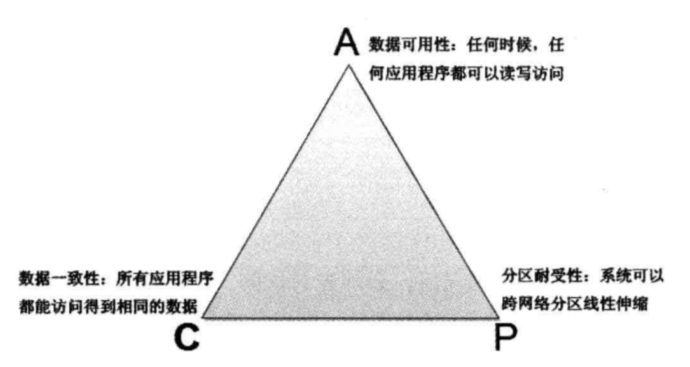 A
数据可用性：任何时候，任
何应用程序都可以读写访问
数据一致性：所有应用程序
都能访问得到相同的数据
C
分区耐受性：系统可以
跨网络分区线性伸缩
P